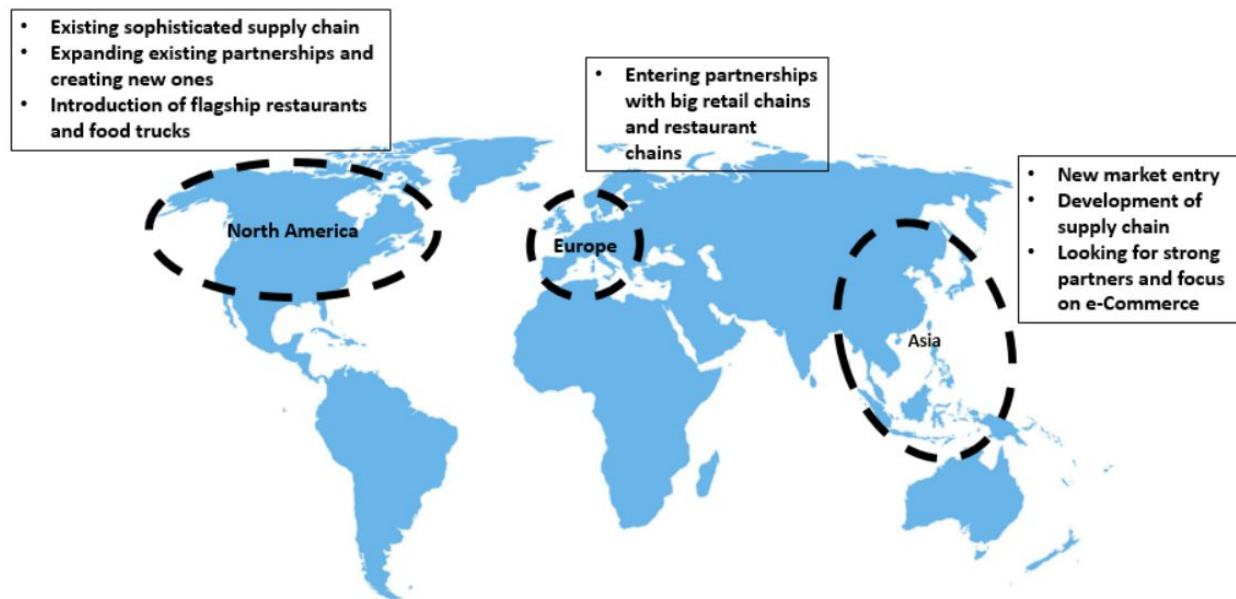 • Existing sophisticated supply chain
• Expanding existing partnerships and
creating new ones
• Introduction of flagship restaurants
and food trucks
• Entering partnerships
with big retail chains
and restaurant
chains
• New market entry
• Development of
supply chain
• Looking for strong
partners and focus
on e-Commerce
North America
Europe
Asia